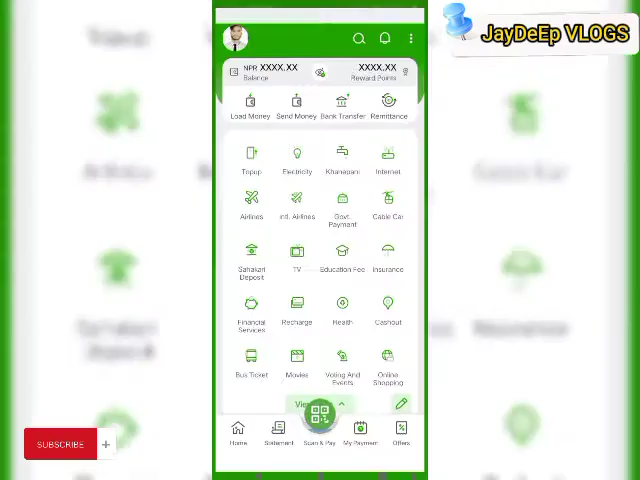 JayDeEp VLOGS
NPR XXXX.XX
Balance
XXXX.XX
Reward Points
Load Money
Send Money
Bank Transfer
Remittance
Topup
Electricity
Khanepani
Internet
Airlines
Intl. Airlines
Govt.
Payment
Cable Car
Sahakari
Deposit
TV
Education Fee
Insurance
Financial
Services
Recharge
Health
Cashout
Bus Ticket
Movies
Voting And
Events
Online
Shopping
View
SUBSCRIBE
Home
Statement
Scan & Pay
My Payment
Offers